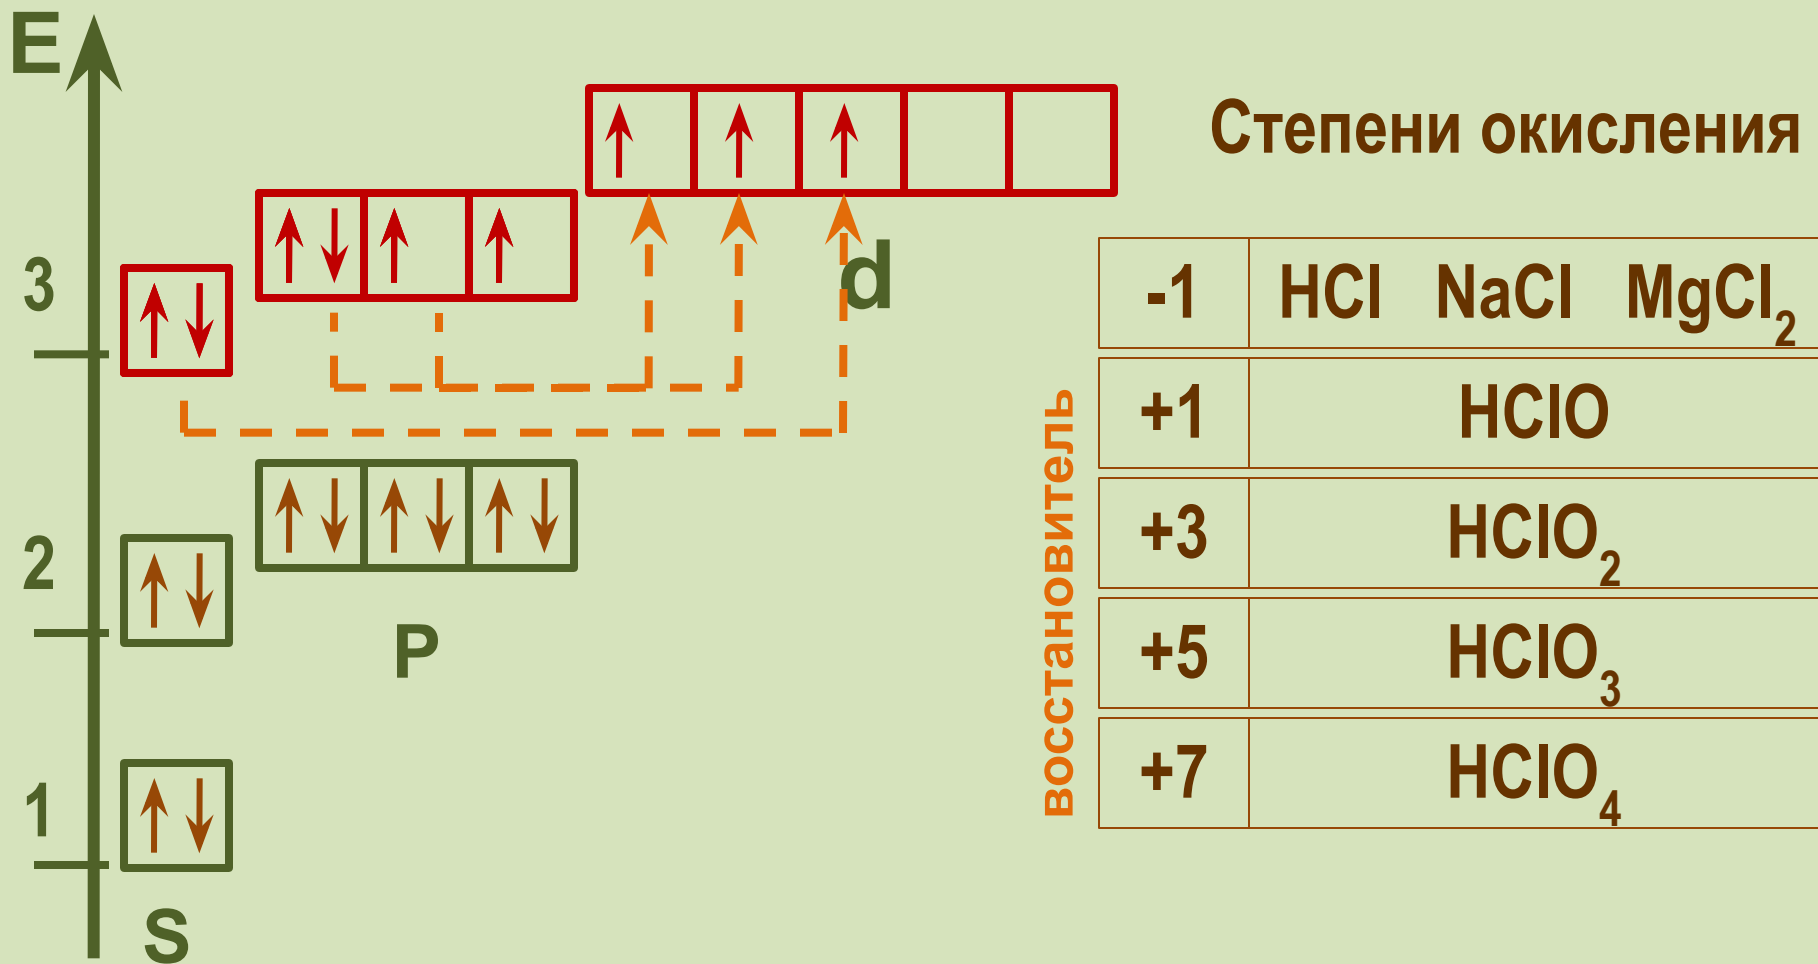 E
Степени окисления
3
d
-1 HCl NaCl MgCl₂
+1 HClO
2
+3 HClO₂
P
+5 HClO₃
1
+7 HClO₄
S
восстановитель